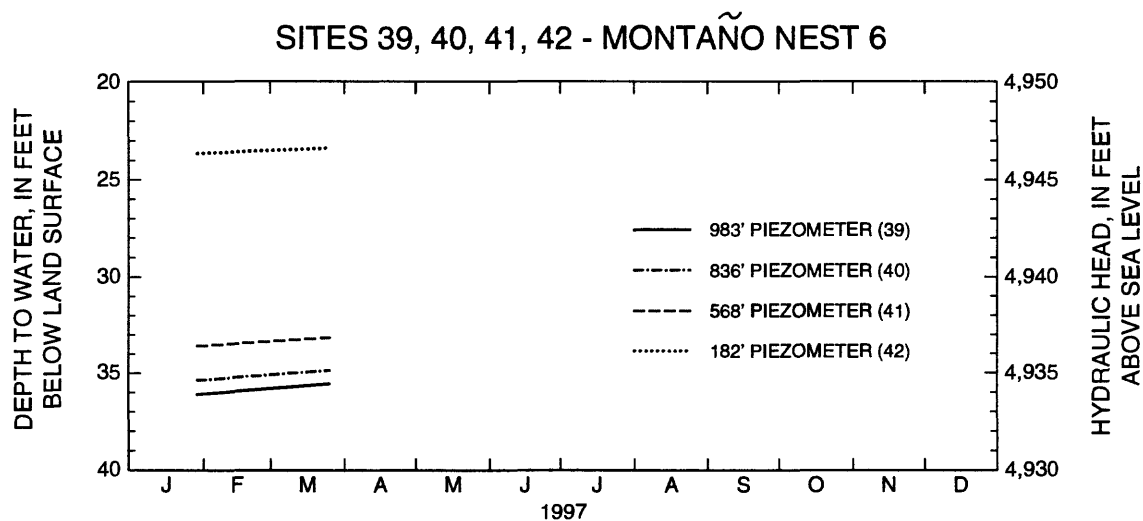 SITES 39, 40, 41, 42 - MONTAÑO NEST 6
DEPTH TO WATER, IN FEET
BELOW LAND SURFACE
20
25
30
35
40
983' PIEZOMETER (39)
836' PIEZOMETER (40)
568' PIEZOMETER (41)
182' PIEZOMETER (42)
4,950
4,945
4,940
4,935
4,930
HYDRAULIC HEAD, IN FEET
ABOVE SEA LEVEL
J F M A M J J A S O N D
1997